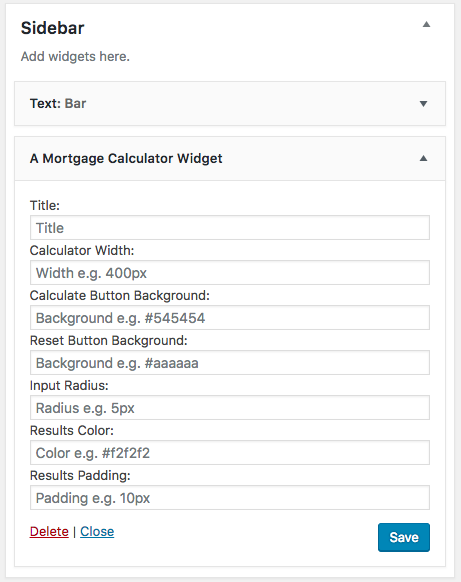 Sidebar
Add widgets here.
Text: Bar
A Mortgage Calculator Widget
Title:
Title
Calculator Width:
Width e.g. 400px
Calculate Button Background:
Background e.g. #545454
Reset Button Background:
Background e.g. #aaaaaa
Input Radius:
Radius e.g. 5px
Results Color:
Color e.g. #f2f2f2
Results Padding:
Padding e.g. 10px
Delete | Close
Save